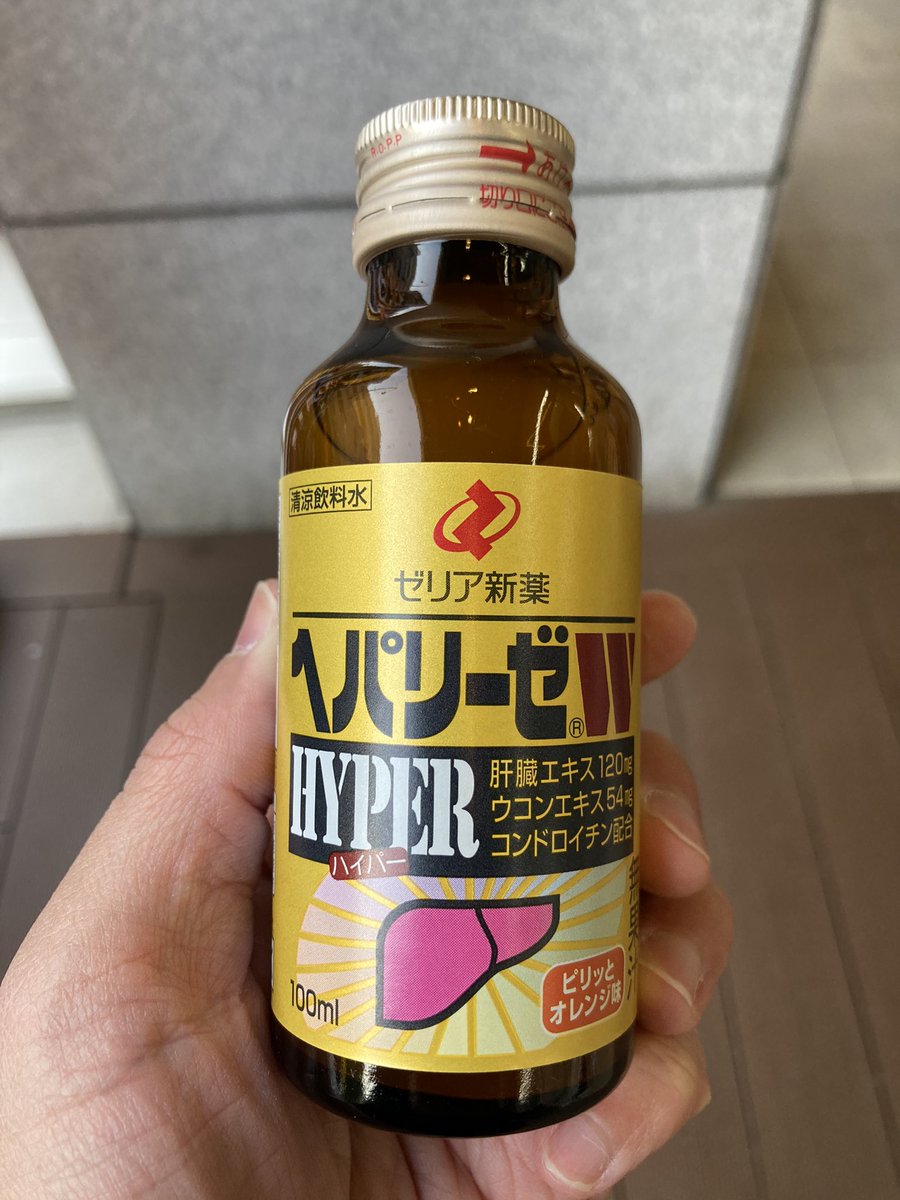 R.O.P.P
清涼飲料水
ゼリア新薬
ヘパリーゼ®W
HYPER
ハイパー
肝臓エキス120mg
ウコンエキス54mg
コンドロイチン配合
100ml
ピリッと
オレンジ味